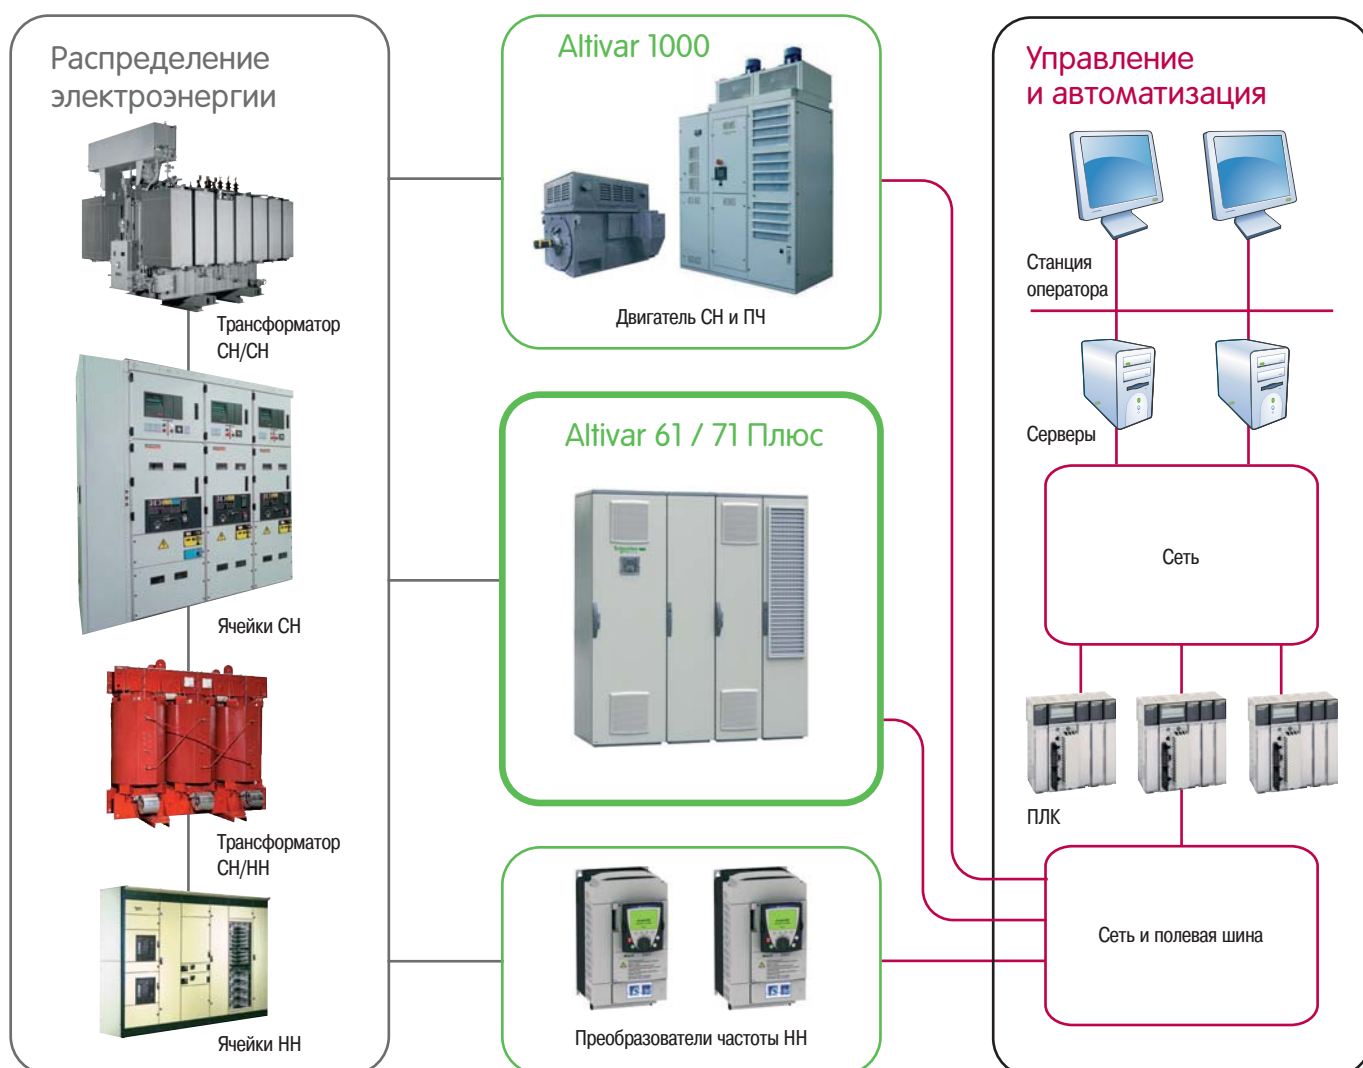 Распределение
электроэнергии
Трансформатор
СН/СН
Ячейки СН
Трансформатор
СН/НН
Ячейки НН
Altivar 1000
Двигатель СН и ПЧ
Altivar 61 / 71 Плюс
Schneider
Преобразователи частоты НН
Управление
и автоматизация
Станция
оператора
Серверы
Сеть
ПЛК
Сеть и полевая шина